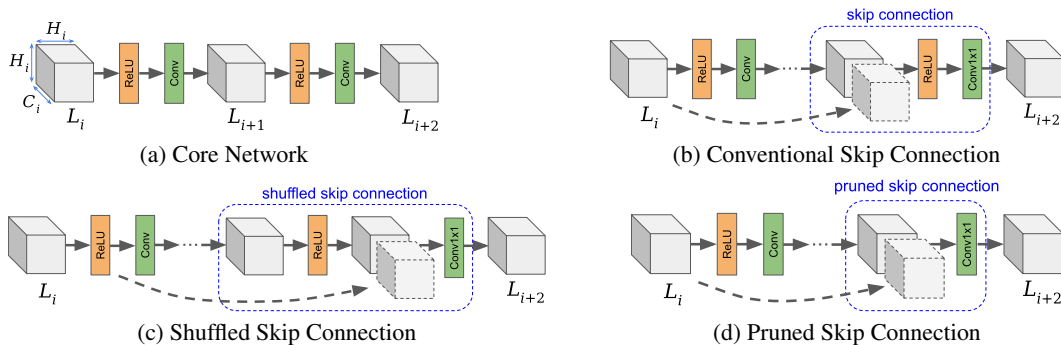 H_i
H_i
C_i
L_i
ReLU
Conv
L_{i+1}
ReLU
Conv
L_{i+2}
(a) Core Network
skip connection
L_i
ReLU
Conv
ReLU
Conv1x1
L_{i+2}
(b) Conventional Skip Connection
shuffled skip connection
L_i
ReLU
Conv
ReLU
Conv1x1
L_{i+2}
(c) Shuffled Skip Connection
pruned skip connection
L_i
ReLU
Conv
Conv1x1
L_{i+2}
(d) Pruned Skip Connection